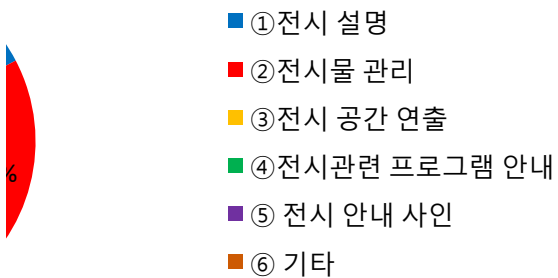 ①전시 설명
②전시물 관리
③전시 공간 연출
%
④전시관련 프로그램 안내
⑤ 전시 안내 사인
⑥ 기타